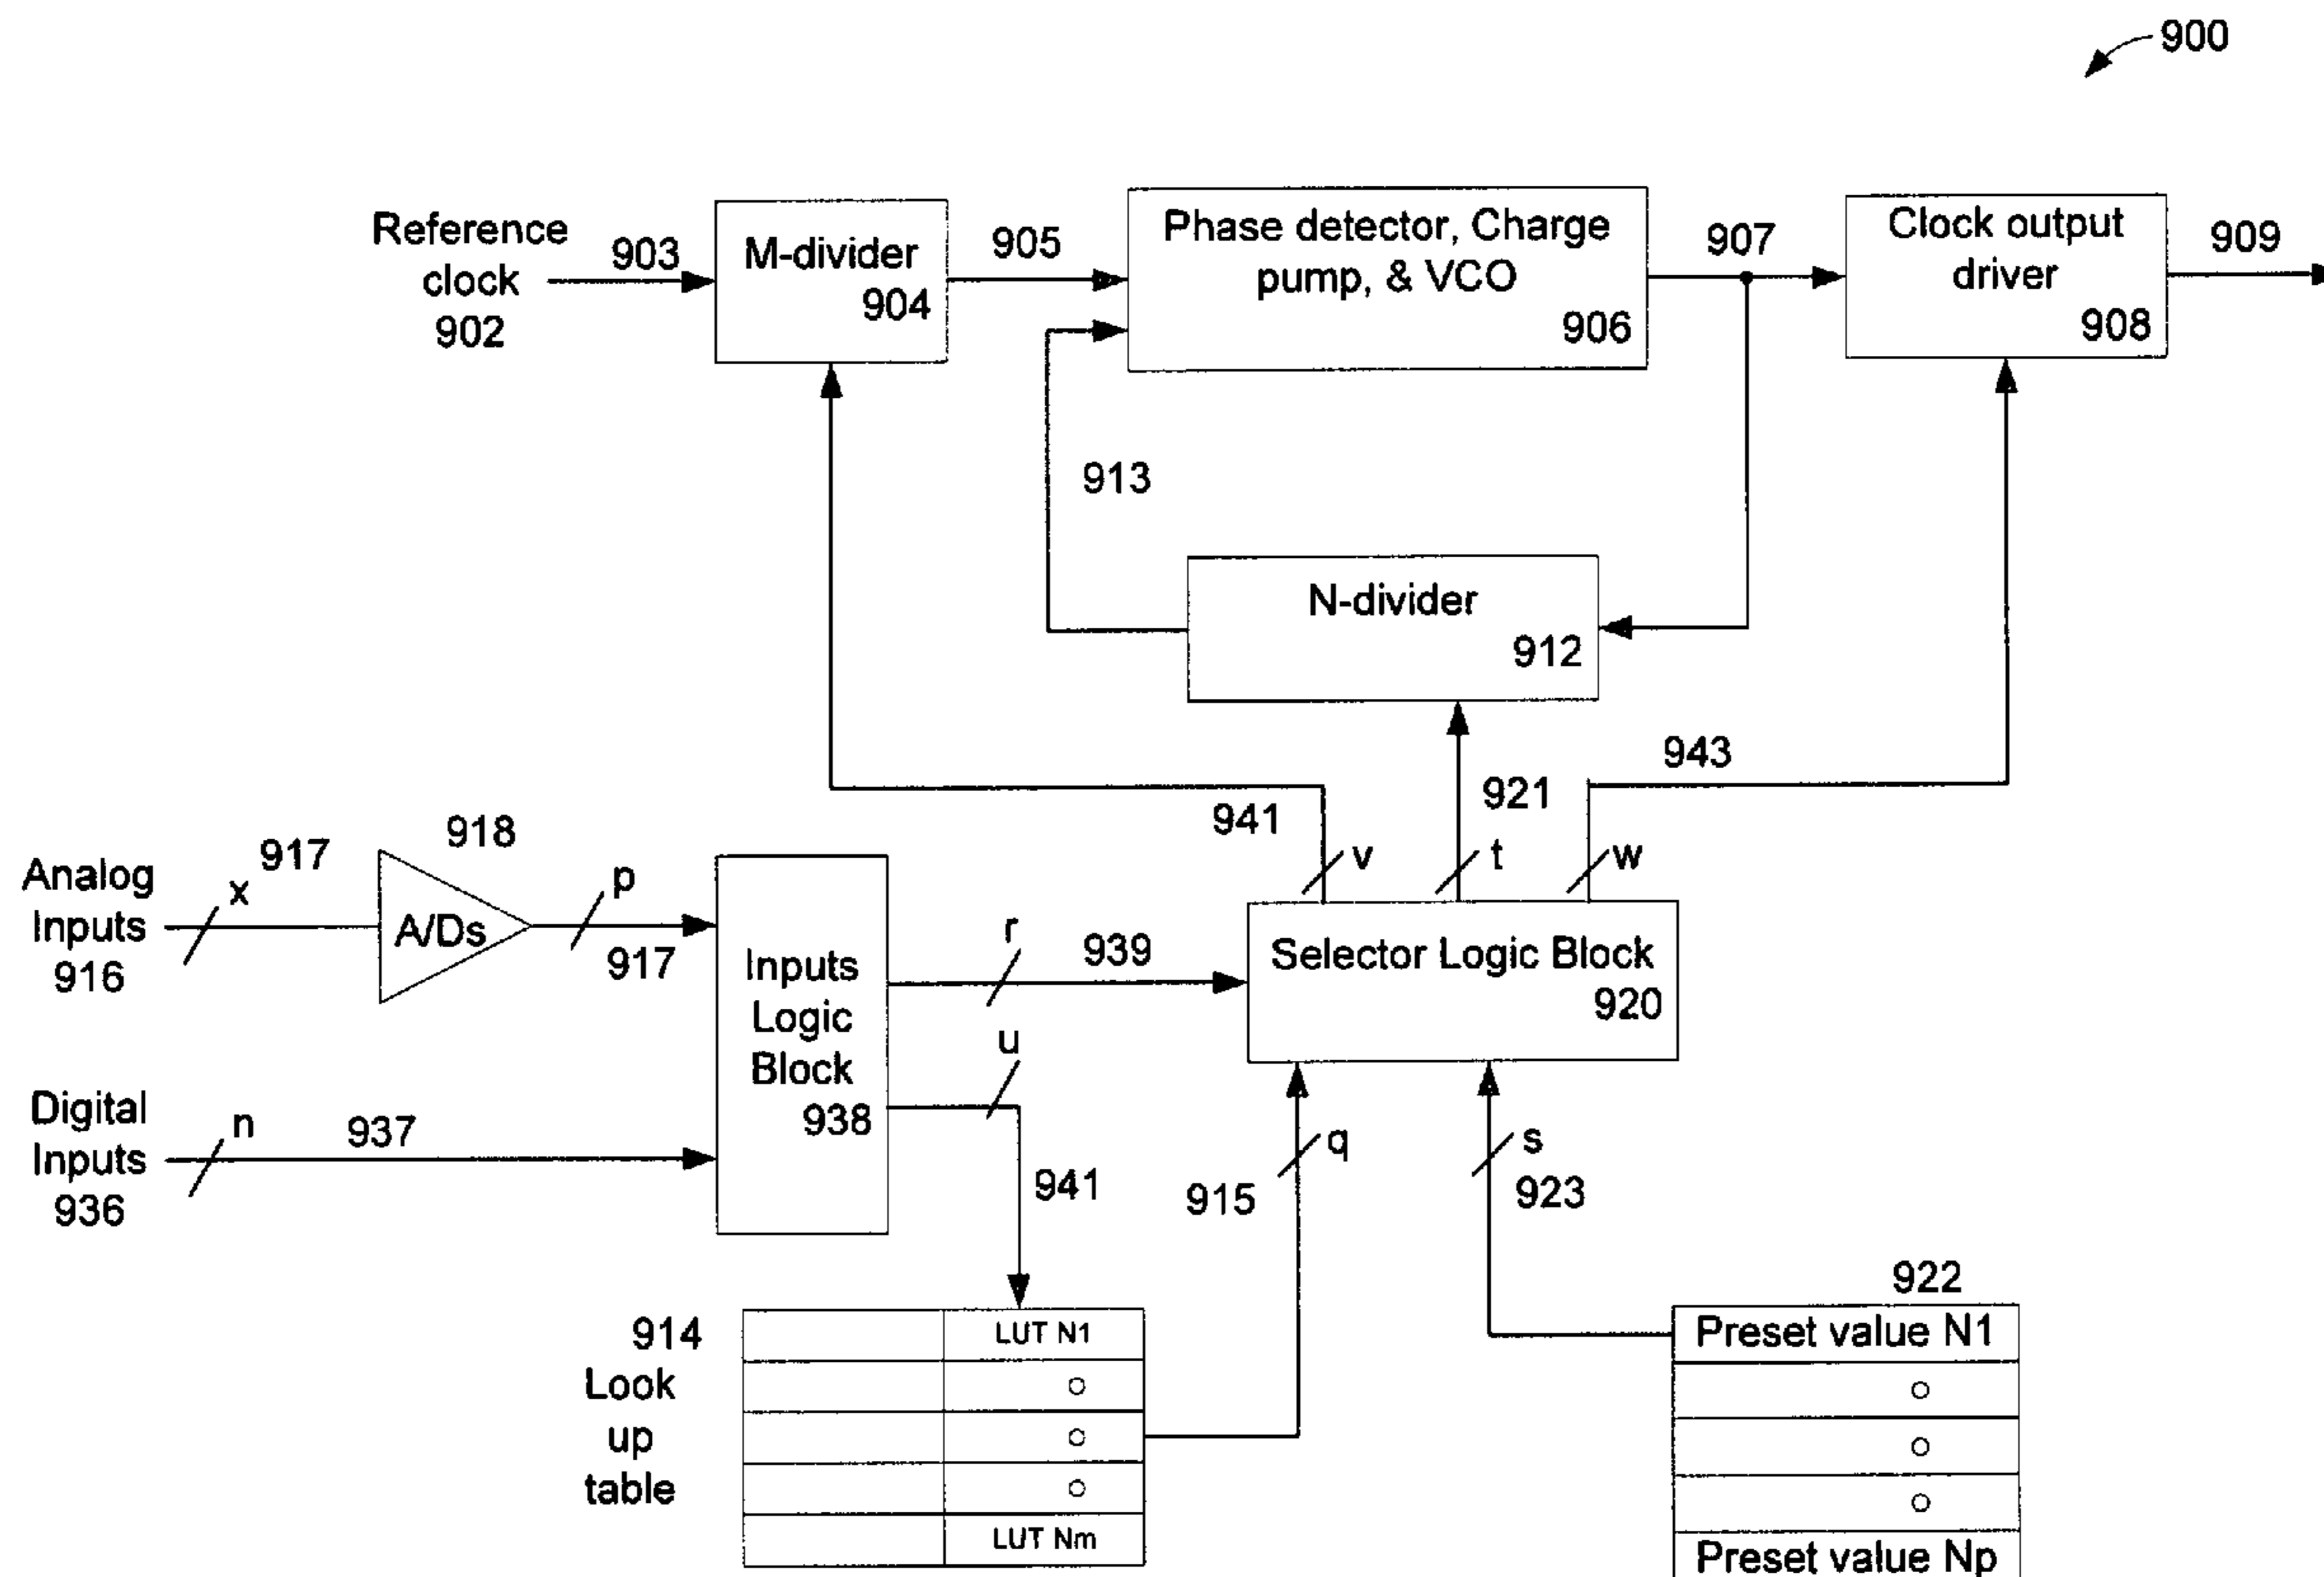 900
Reference
clock
902
903
M-divider
904
905
Phase detector, Charge
pump, & VCO
906
907
Clock output
driver
908
909
913
N-divider
912
943
921
941
v
t
w
Analog
Inputs
916
x
917
918
A/Ds
p
917
Digital
Inputs
936
n
937
Inputs
Logic
Block
938
r
939
u
941
Selector Logic Block
920
q
915
s
923
914
Look
up
table
LUT N1
LUT Nm
922
Preset value N1
Preset value Np